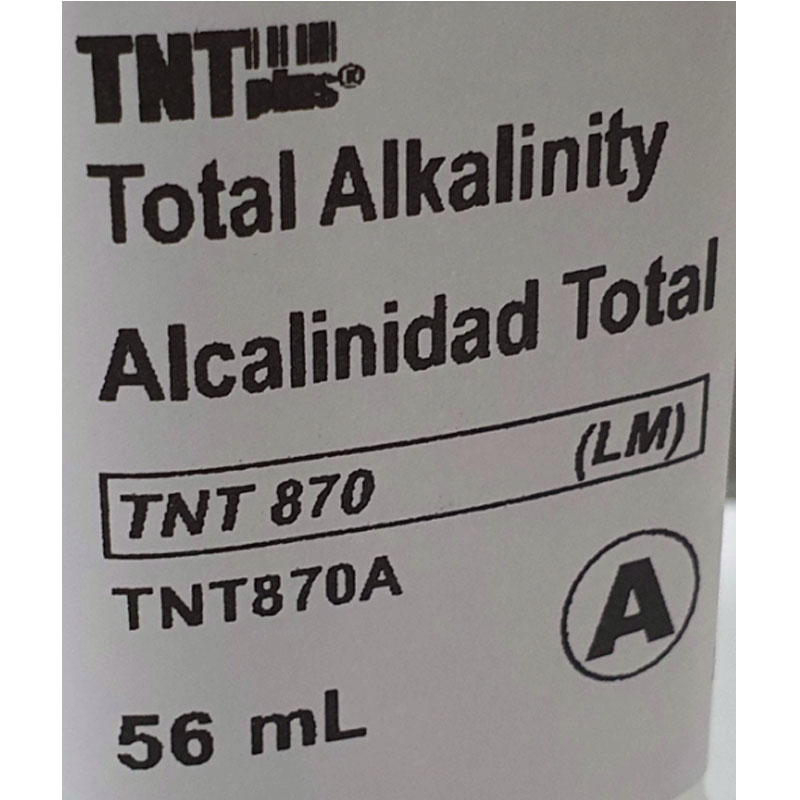 TNTplus®
Total Alkalinity
Alcalinidad Total
TNT 870 (LM)
TNT870A
A
56 mL